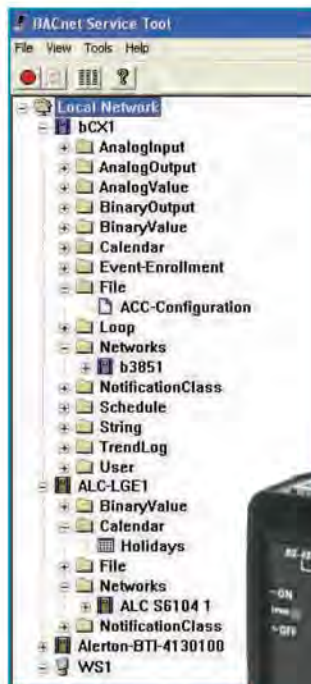 BACnet Service Tool
File View Tools Help
Local Network
bCX1
AnalogInput
AnalogOutput
AnalogValue
BinaryOutput
BinaryValue
Calendar
Event-Enrollment
File
ACC-Configuration
Loop
Networks
b3851
NotificationClass
Schedule
String
TrendLog
User
ALC-LGE1
BinaryValue
Calendar
Holidays
File
Networks
ALC S6104 1
NotificationClass
Alerton-BTI-4130100
WS1
ON
OFF